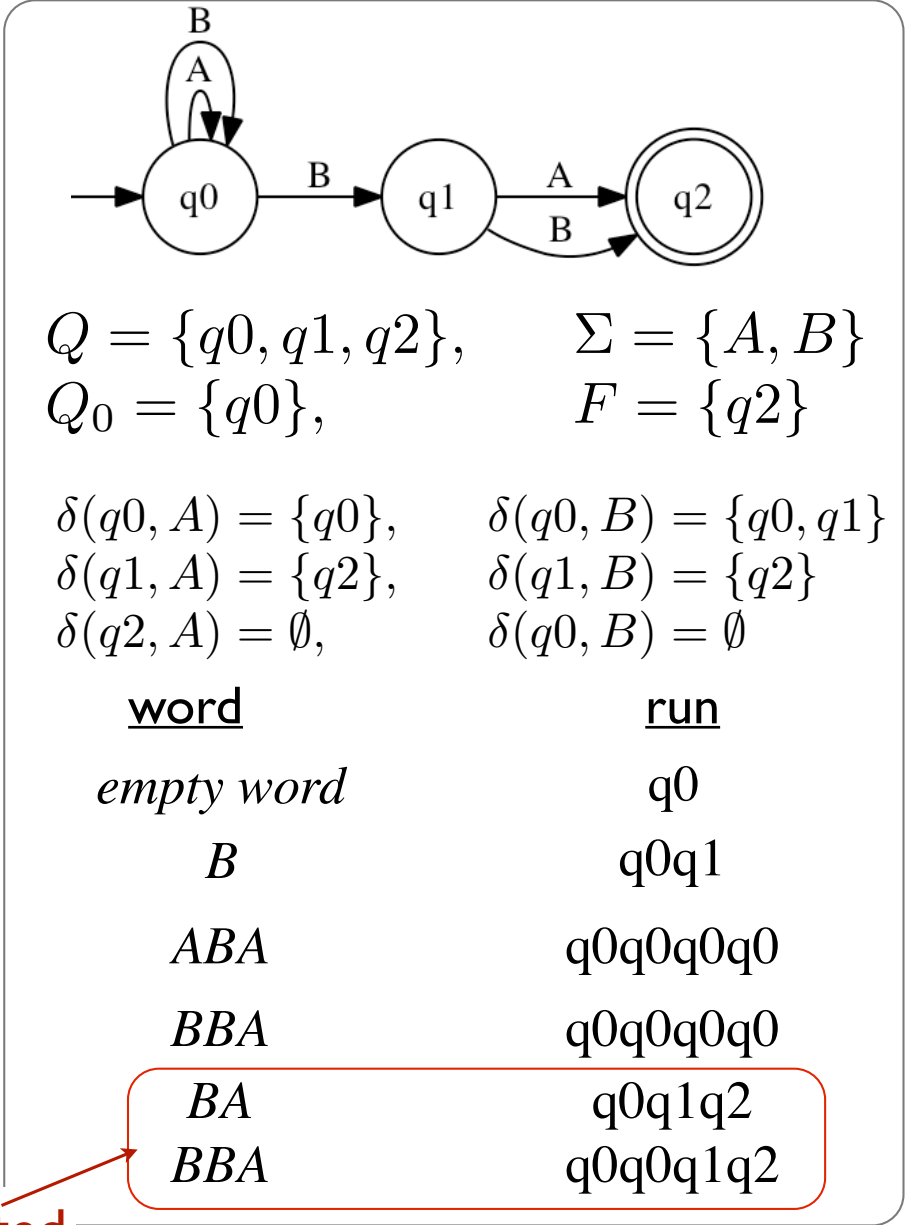 B
A
q0 B q1 A q2
B
Q = {q0, q1, q2}, Σ = {A, B}
Q₀ = {q0}, F = {q2}
δ(q0, A) = {q0}, δ(q0, B) = {q0, q1}
δ(q1, A) = {q2}, δ(q1, B) = {q2}
δ(q2, A) = ∅, δ(q0, B) = ∅
word run
empty word q0
B q0q1
ABA q0q0q0q0
BBA q0q0q0q0
BA q0q1q2
BBA q0q0q1q2